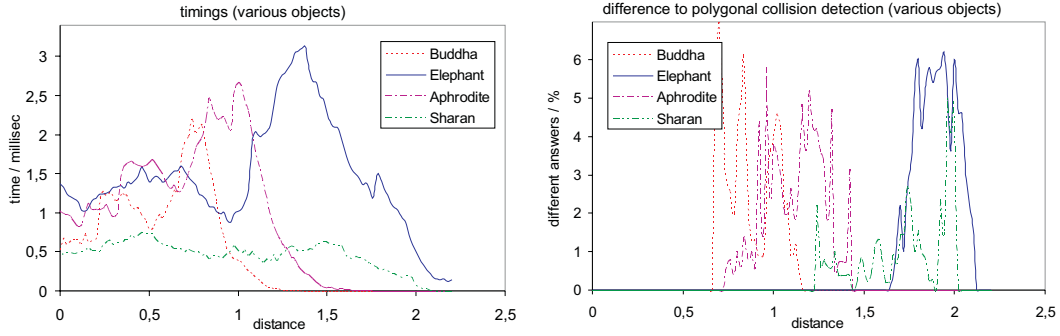 timings (various objects)
time / millisec
3
2,5
2
1,5
1
0,5
0
0
0,5
1
1,5
2
2,5
distance
Buddha
Elephant
Aphrodite
Sharan
difference to polygonal collision detection (various objects)
different answers / %
6
5
4
3
2
1
0
0
0,5
1
1,5
2
2,5
distance
Buddha
Elephant
Aphrodite
Sharan